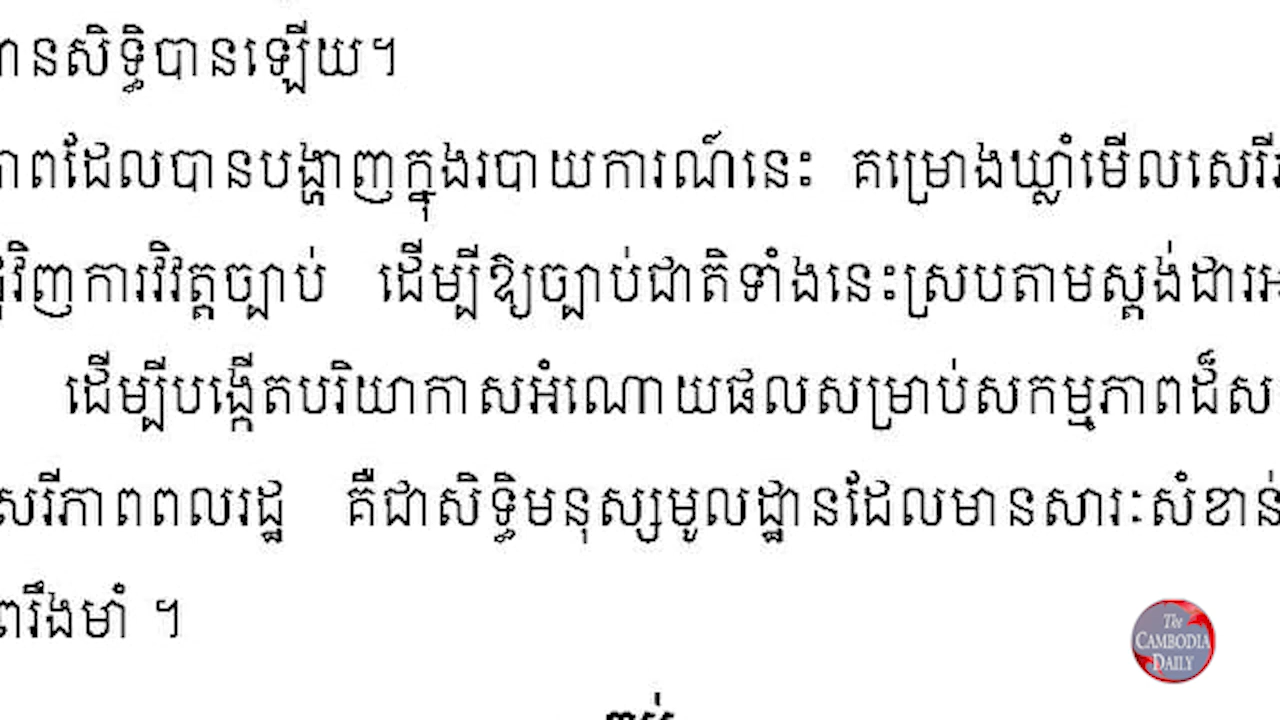 ានសិទ្ធិបានឡើយ។
ាពដែលបានបង្ហាញក្នុងរបាយការណ៍នេះ គម្រោងឃ្លាំមើលសេរីភ
វិញការវិវត្តច្បាប់ ដើម្បីឱ្យច្បាប់ជាតិទាំងនេះស្របតាមស្តង់ដារអ
ដើម្បីបង្កើតបរិយាកាសអំណោយផលសម្រាប់សកម្មភាពដ៏ស
សេរីភាពពលរដ្ឋ គឺជាសិទ្ធិមនុស្សមូលដ្ឋានដែលមានសារៈសំខាន់
ពរឹងមាំ ។
The
CAMBODIA
DAILY